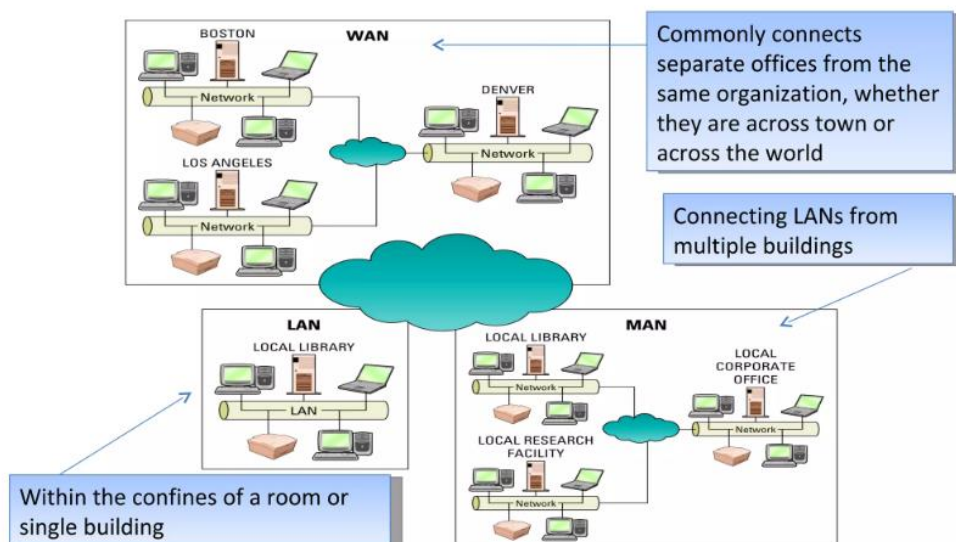 WAN
BOSTON
Network
DENVER
Network
LOS ANGELES
Network
Commonly connects
separate offices from the
same organization, whether
they are across town or
across the world
Connecting LANs from
multiple buildings
LAN
LOCAL LIBRARY
LAN
MAN
LOCAL LIBRARY
Network
LOCAL
CORPORATE
OFFICE
Network
LOCAL RESEARCH
FACILITY
Network
Within the confines of a room or
single building